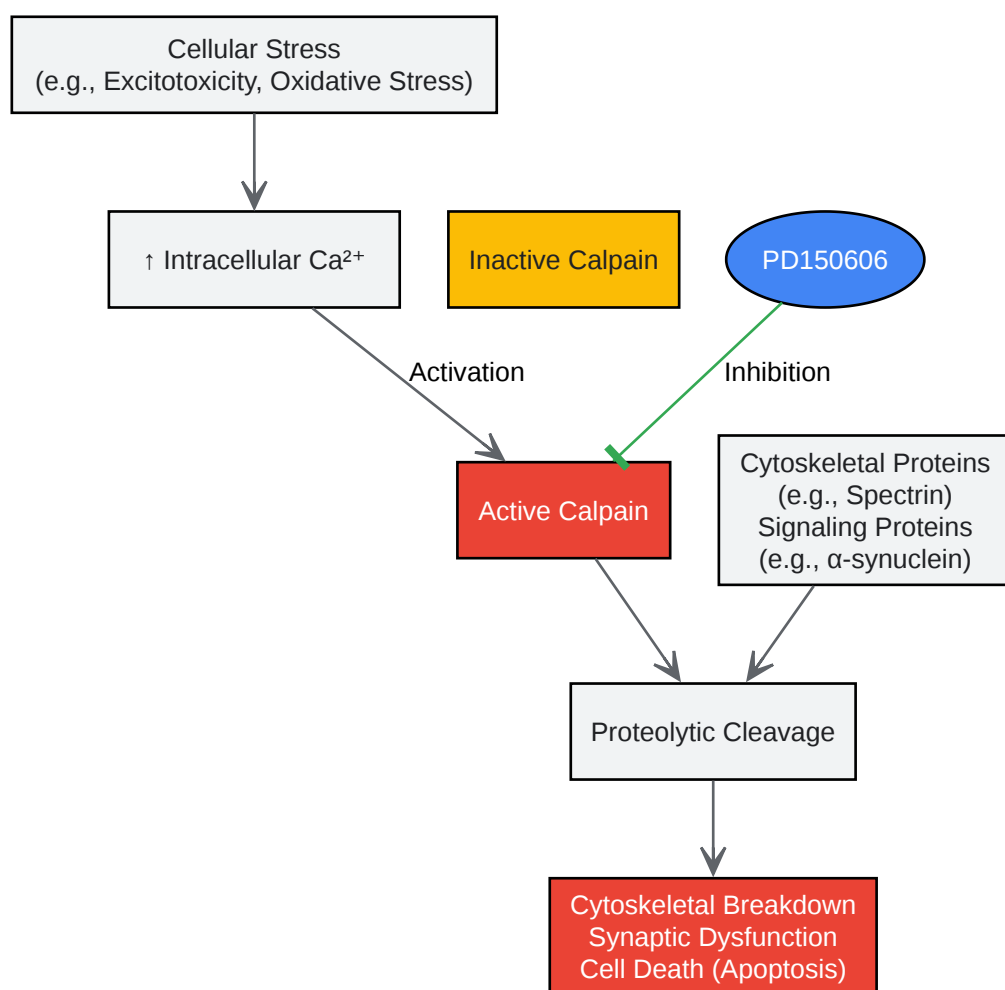 Cellular Stress
(e.g., Excitotoxicity, Oxidative Stress)
↑ Intracellular Ca²⁺
Inactive Calpain
PD150606
Activation
Inhibition
Active Calpain
Cytoskeletal Proteins
(e.g., Spectrin)
Signaling Proteins
(e.g., α-synuclein)
Proteolytic Cleavage
Cytoskeletal Breakdown
Synaptic Dysfunction
Cell Death (Apoptosis)